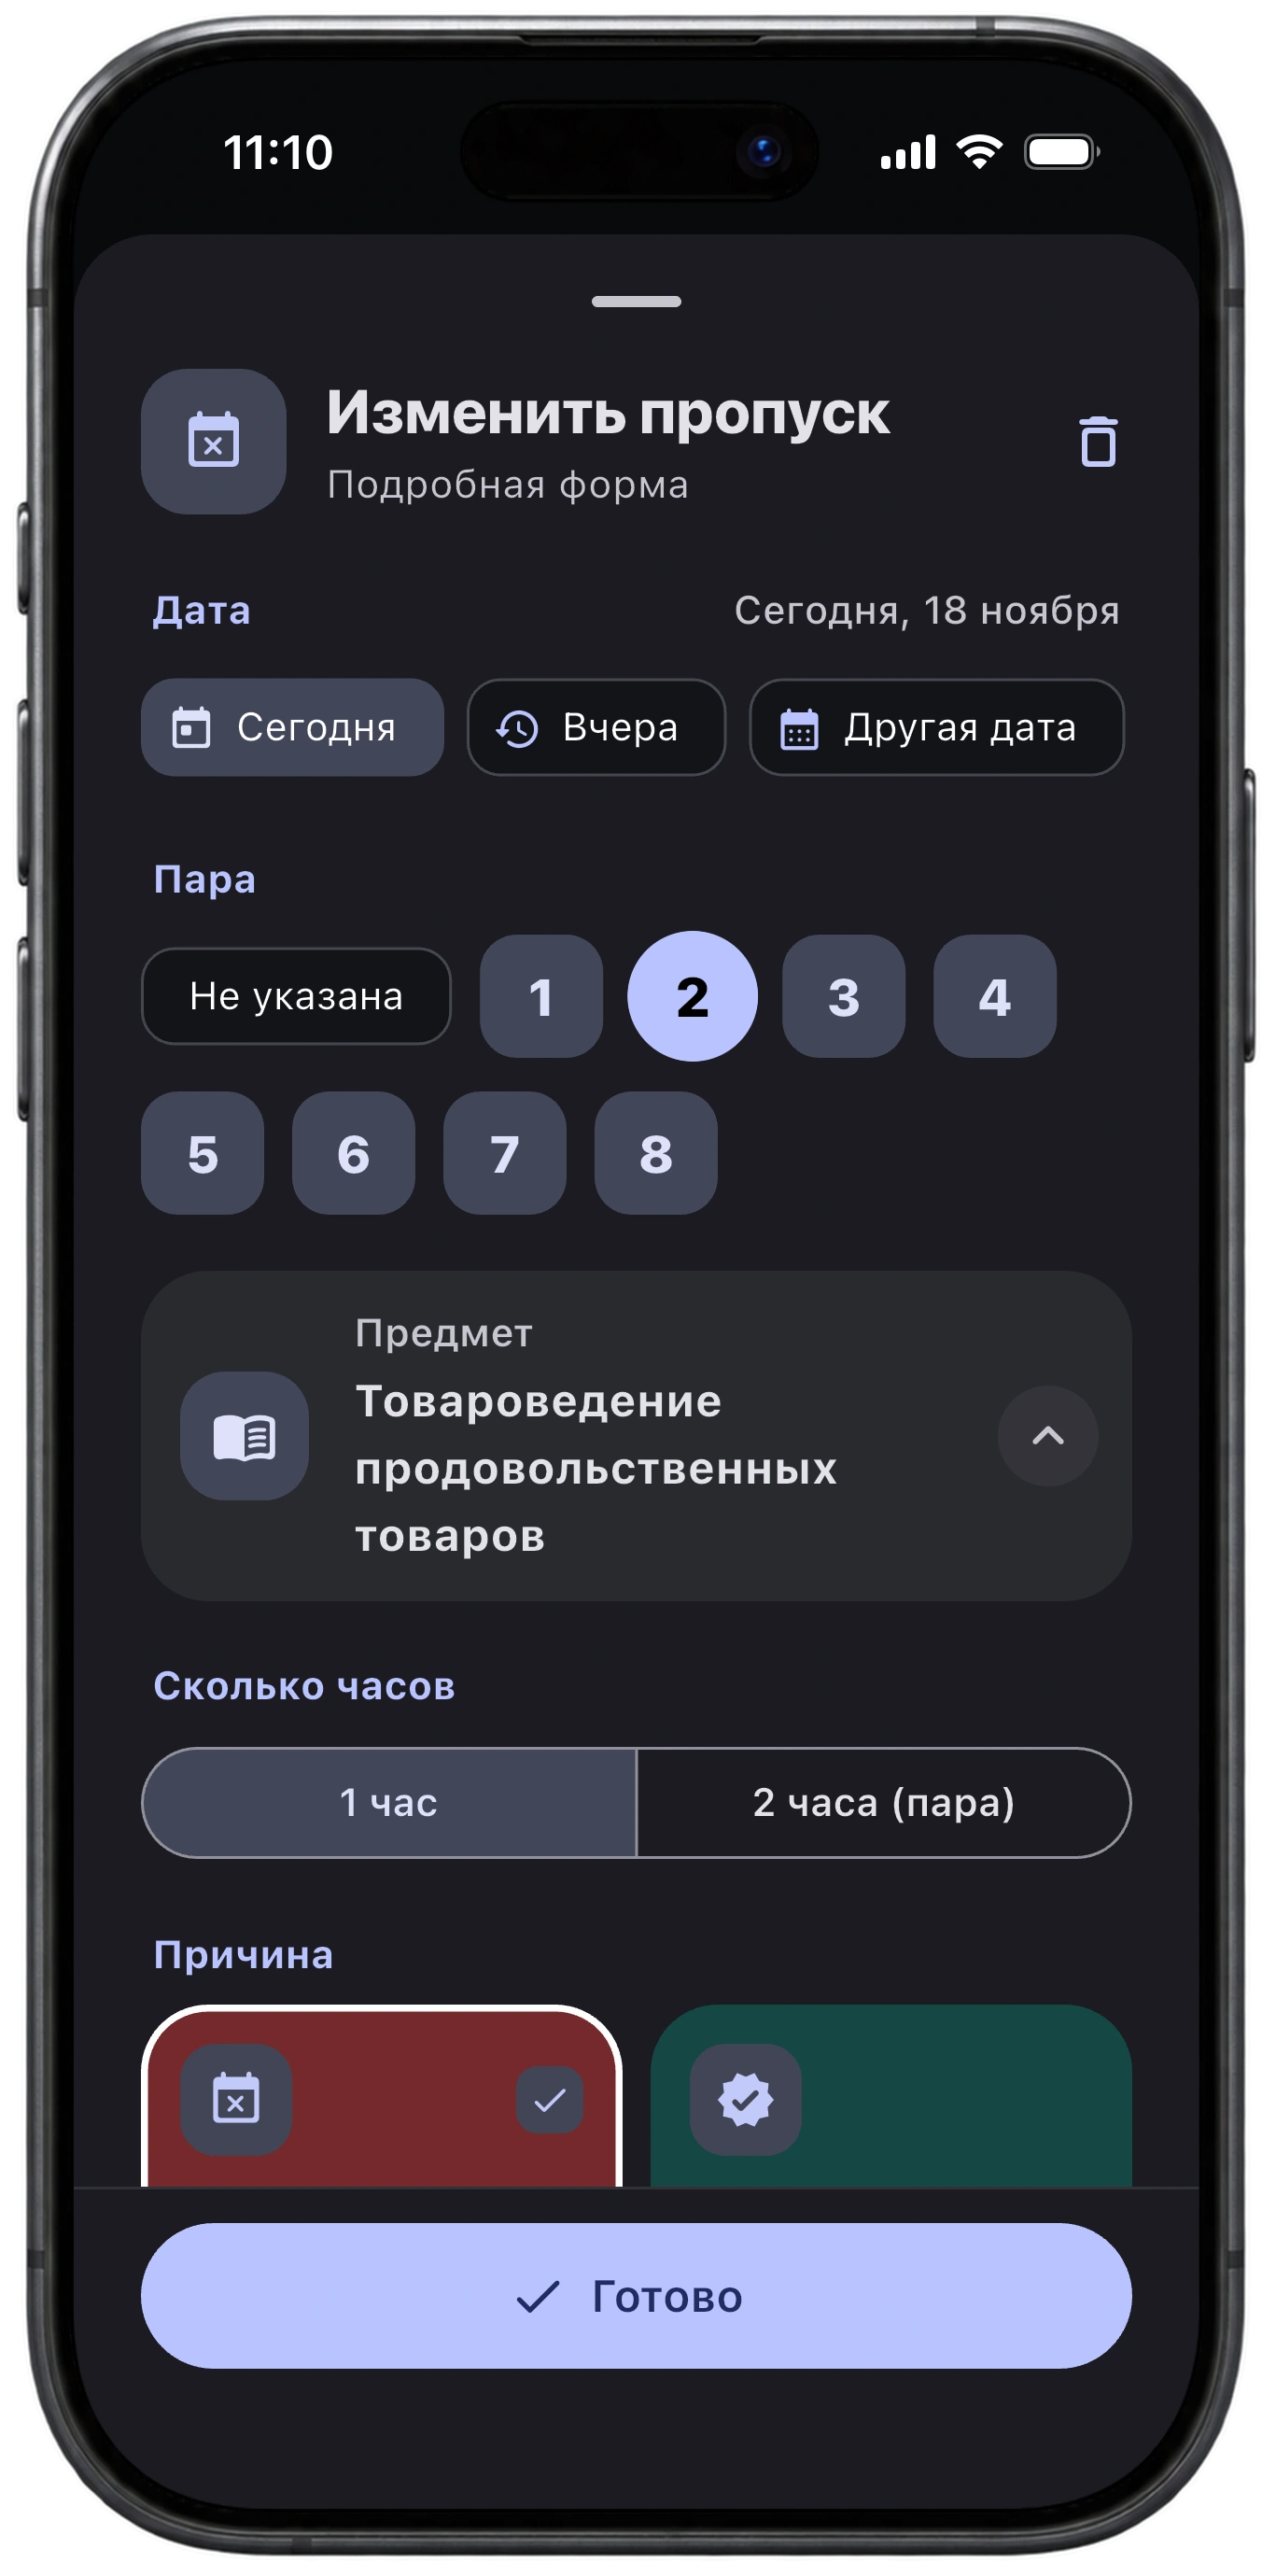 11:10
Изменить пропуск
Подробная форма
Дата
Сегодня, 18 ноября
Сегодня
Вчера
Другая дата
Пара
Не указана
1
2
3
4
5
6
7
8
Предмет
Товароведение
продовольственных
товаров
Сколько часов
1 час
2 часа (пара)
Причина
Готово